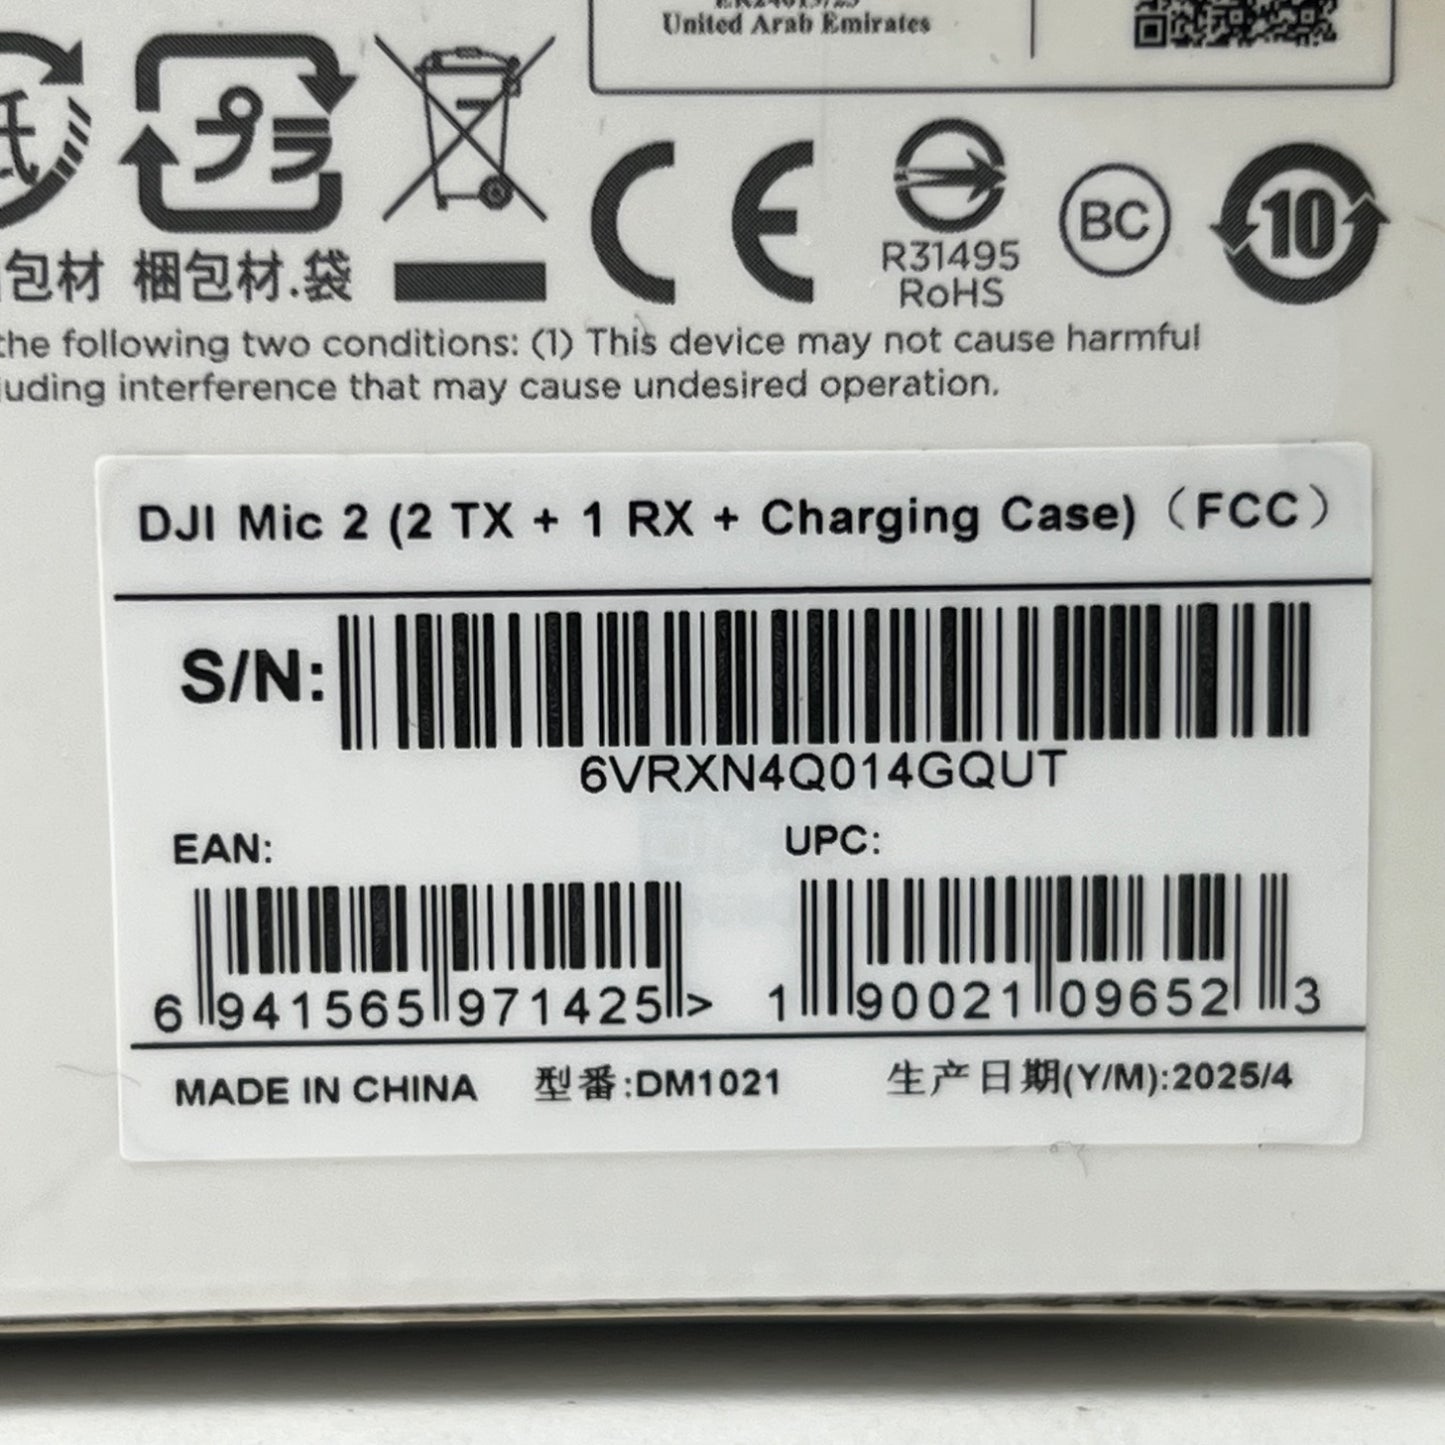 United Arab Emirates
プラ
包材
梱包材.袋
CE
R31495
RoHS
BC
10
the following two conditions: (1) This device may not cause harmful
uding interference that may cause undesired operation.
DJI Mic 2 (2 TX + 1 RX + Charging Case)（FCC）
S/N:
6VRXN4Q014GQUT
EAN:
UPC:
6 941565 971425 >
1 90021 09652 3
MADE IN CHINA 型番:DM1021 生产日期(Y/M):2025/4